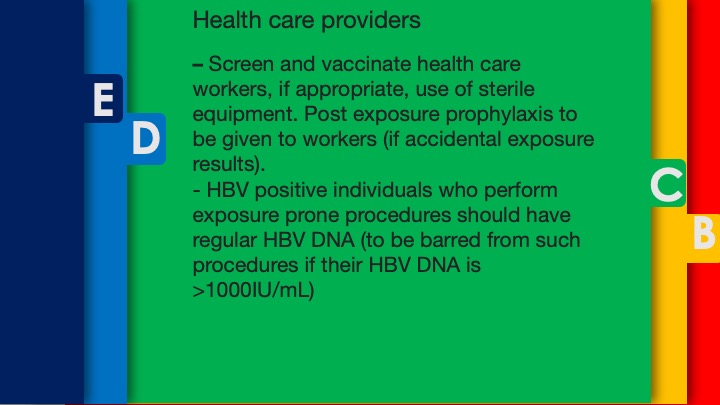 Health care providers
– Screen and vaccinate health care
workers, if appropriate, use of sterile
equipment. Post exposure prophylaxis to
be given to workers (if accidental exposure
results).
- HBV positive individuals who perform
exposure prone procedures should have
regular HBV DNA (to be barred from such
procedures if their HBV DNA is
>1000IU/mL)
E
D
C
B